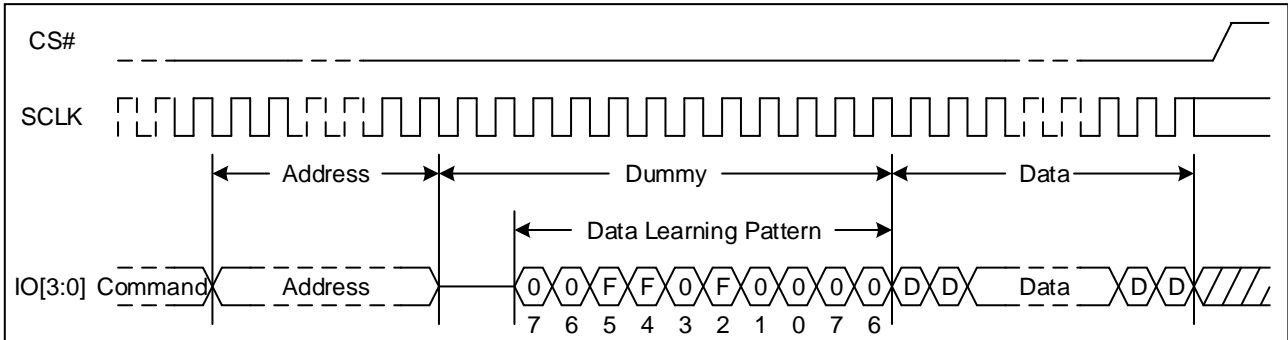 CS#
SCLK
Address Dummy Data
Data Learning Pattern
IO[3:0] Command Address 0 0 F F 0 F 0 0 0 0 D D Data D D
7 6 5 4 3 2 1 0 7 6